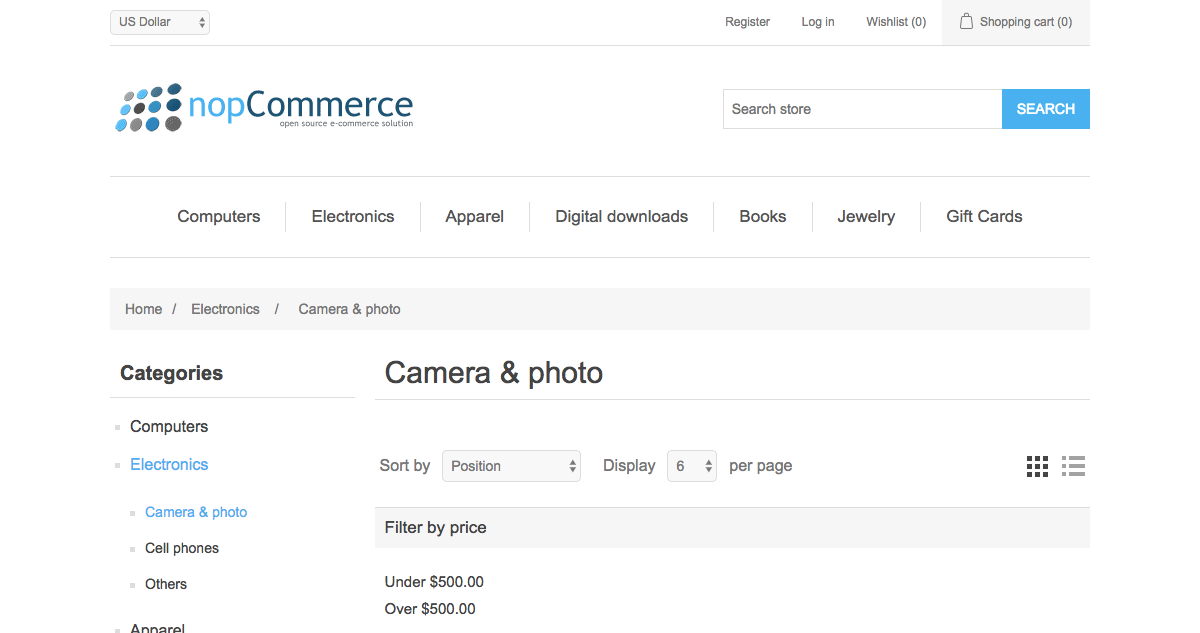 US Dollar Register Log in Wishlist (0) Shopping cart (0)
nopCommerce
open source e-commerce solution
Search store SEARCH
Computers Electronics Apparel Digital downloads Books Jewelry Gift Cards
Home / Electronics / Camera & photo
Categories
Computers
Electronics
Camera & photo
Cell phones
Others
Apparel
Camera & photo
Sort by Position Display 6 per page
Filter by price
Under $500.00
Over $500.00